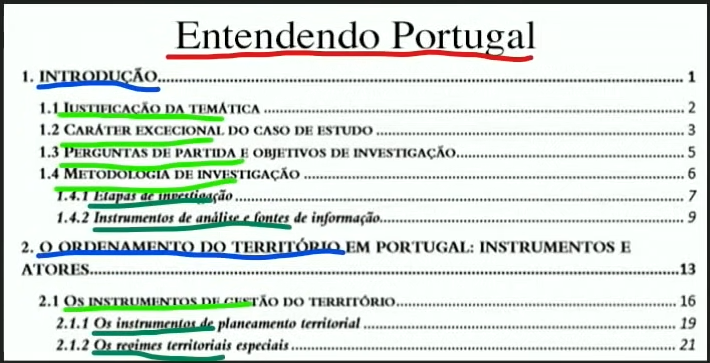 Entendendo Portugal
1. INTRODUÇÃO 1
1.1 JUSTIFICAÇÃO DA TEMÁTICA 2
1.2 CARÁTER EXCECIONAL DO CASO DE ESTUDO 3
1.3 PERGUNTAS DE PARTIDA E OBJETIVOS DE INVESTIGAÇÃO 5
1.4 METODOLOGIA DE INVESTIGAÇÃO 6
1.4.1 Etapas de investigação 7
1.4.2 Instrumentos de análise e fontes de informação 9
2. O ORDENAMENTO DO TERRITÓRIO EM PORTUGAL: INSTRUMENTOS E
ATORES 13
2.1 OS INSTRUMENTOS DE GESTÃO DO TERRITÓRIO 16
2.1.1 Os instrumentos de planeamento territorial 19
2.1.2 Os regimes territoriais especiais 21